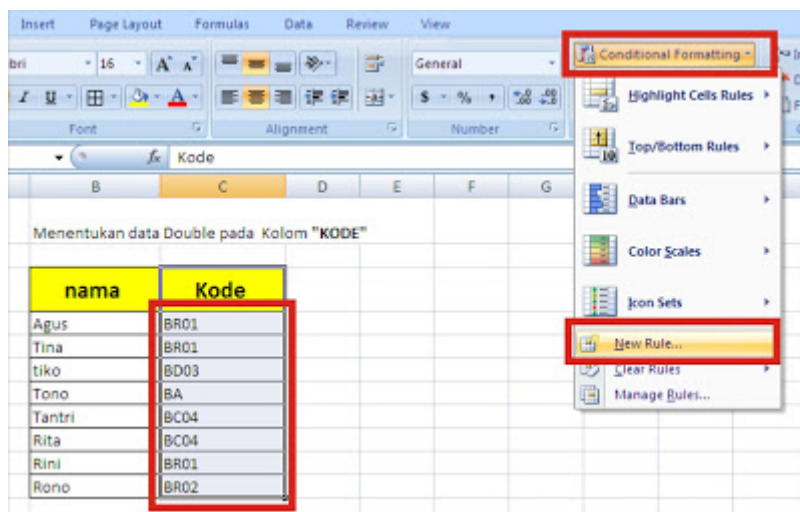 Insert Page Layout Formulas Data Review View
bri 16 A A General Conditional Formatting
I U A $ % , .00 .0
Font Alignment Number
Highlight Cells Rules
Top/Bottom Rules
Data Bars
Color Scales
Icon Sets
New Rule...
Clear Rules
Manage Rules...
fx Kode
B C D E F G
Menentukan data Double pada Kolom "KODE"
nama Kode
Agus BR01
Tina BR01
tiko BD03
Tono BA
Tantri BC04
Rita BC04
Rini BR01
Rono BR02